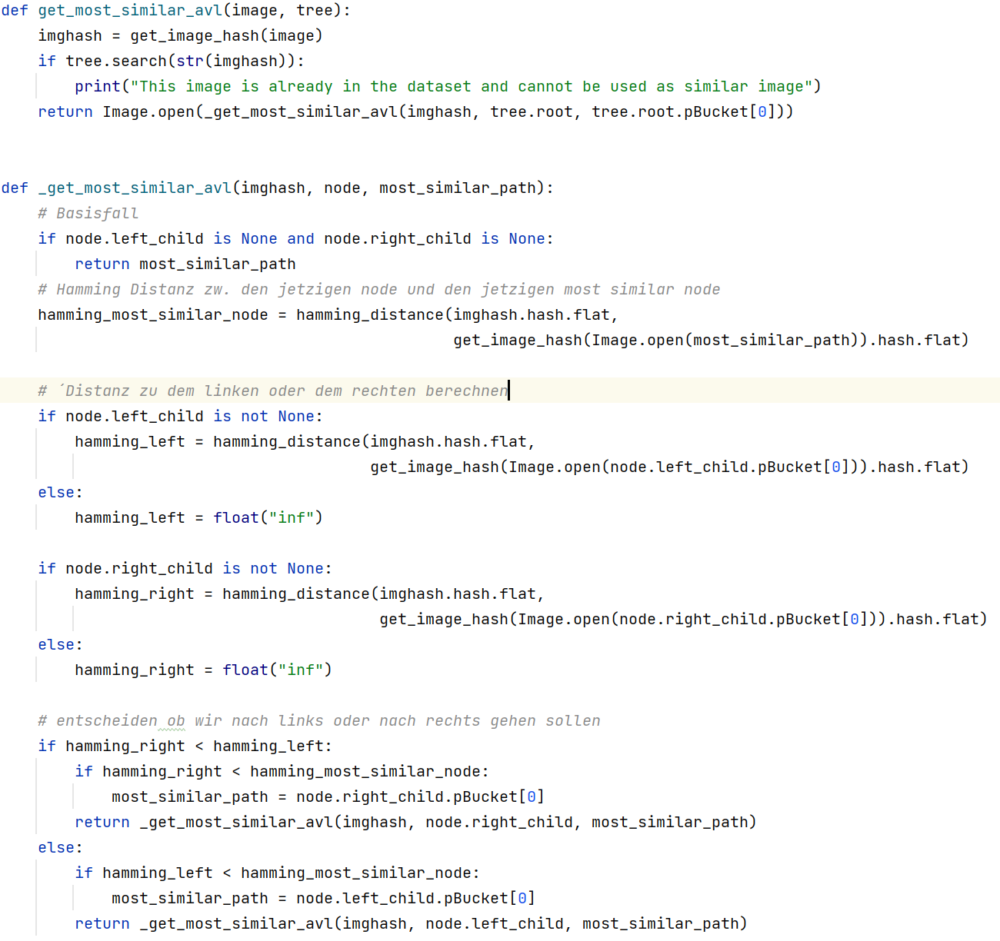 def get_most_similar_avl(image, tree):
    imghash = get_image_hash(image)
    if tree.search(str(imghash)):
        print("This image is already in the dataset and cannot be used as similar image")
    return Image.open(_get_most_similar_avl(imghash, tree.root, tree.root.pBucket[0]))


def _get_most_similar_avl(imghash, node, most_similar_path):
    # Basisfall
    if node.left_child is None and node.right_child is None:
        return most_similar_path
    # Hamming Distanz zw. den jetzigen node und den jetzigen most similar node
    hamming_most_similar_node = hamming_distance(imghash.hash.flat,
                                                 get_image_hash(Image.open(most_similar_path)).hash.flat)

    # ´Distanz zu dem linken oder dem rechten berechnen
    if node.left_child is not None:
        hamming_left = hamming_distance(imghash.hash.flat,
                                        get_image_hash(Image.open(node.left_child.pBucket[0])).hash.flat)
    else:
        hamming_left = float("inf")

    if node.right_child is not None:
        hamming_right = hamming_distance(imghash.hash.flat,
                                         get_image_hash(Image.open(node.right_child.pBucket[0])).hash.flat)
    else:
        hamming_right = float("inf")

    # entscheiden ob wir nach links oder nach rechts gehen sollen
    if hamming_right < hamming_left:
        if hamming_right < hamming_most_similar_node:
            most_similar_path = node.right_child.pBucket[0]
        return _get_most_similar_avl(imghash, node.right_child, most_similar_path)
    else:
        if hamming_left < hamming_most_similar_node:
            most_similar_path = node.left_child.pBucket[0]
        return _get_most_similar_avl(imghash, node.left_child, most_similar_path)